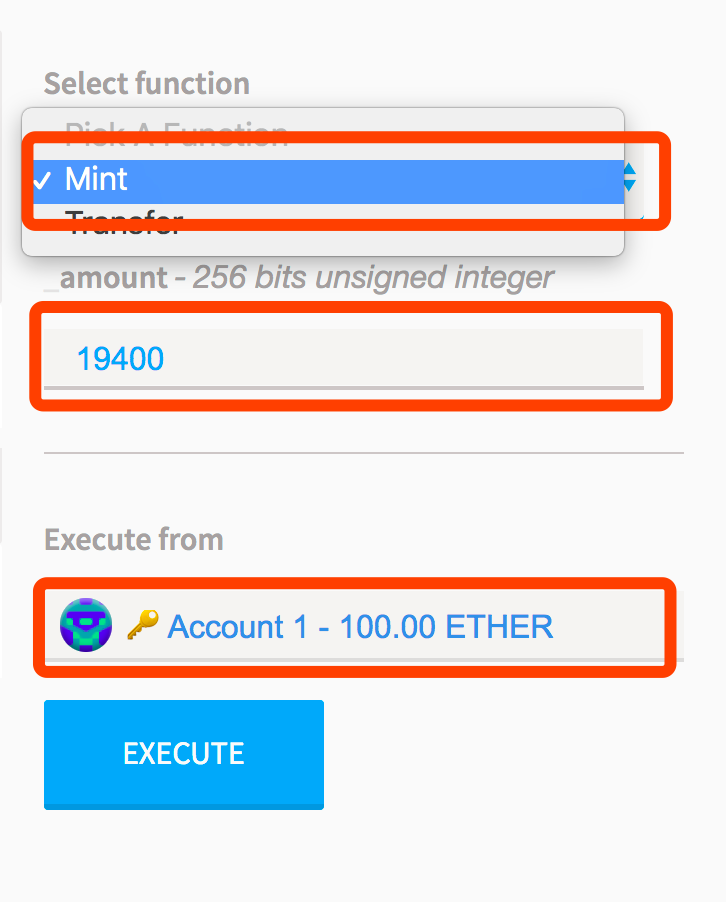 Select function
Pick A Function
✓ Mint
Transfer
_amount - 256 bits unsigned integer
19400
Execute from
Account 1 - 100.00 ETHER
EXECUTE